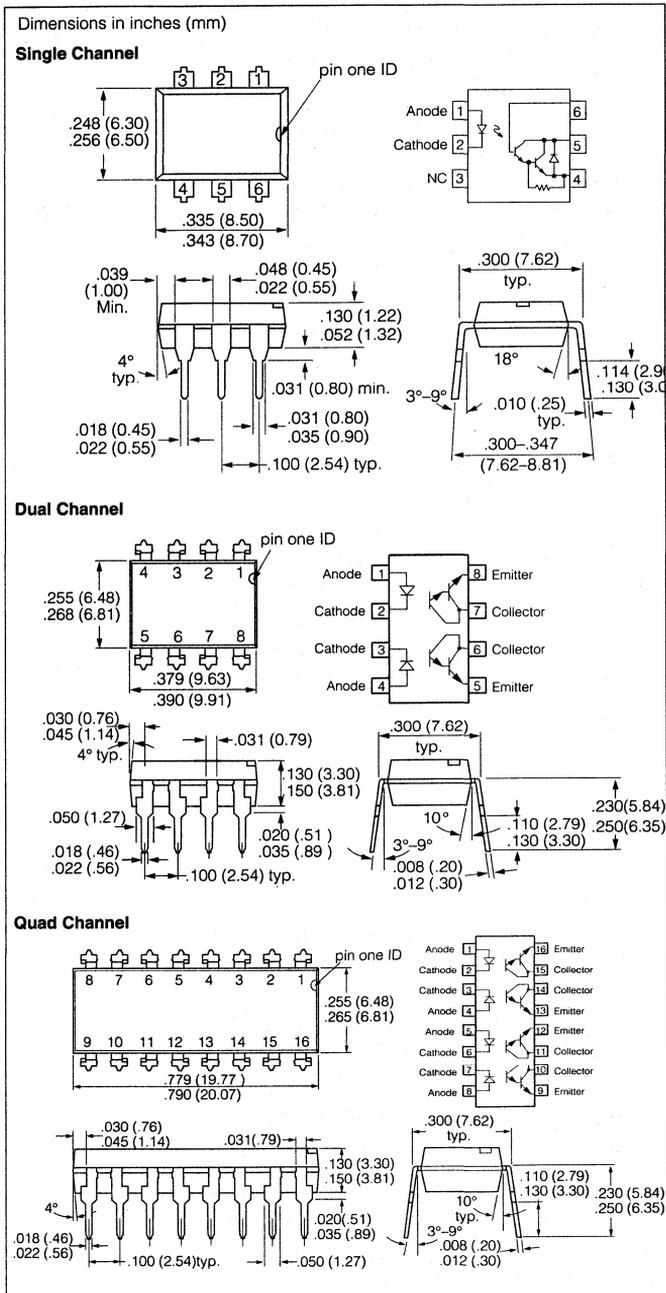 Dimensions in inches (mm)
Single Channel
pin one ID
3 2 1
.248 (6.30)
.256 (6.50)
4 5 6
.335 (8.50)
.343 (8.70)
Anode 1
Cathode 2
NC 3
6
5
4
.039
(1.00)
Min.
.048 (0.45)
.022 (0.55)
.130 (1.22)
.052 (1.32)
4°
typ.
.031 (0.80) min.
.018 (0.45)
.022 (0.55)
.031 (0.80)
.035 (0.90)
.100 (2.54) typ.
.300 (7.62)
typ.
18°
.114 (2.9
.130 (3.0
3°–9°
.010 (.25)
typ.
.300–.347
(7.62–8.81)
Dual Channel
pin one ID
4 3 2 1
.255 (6.48)
.268 (6.81)
5 6 7 8
.379 (9.63)
.390 (9.91)
Anode 1
Cathode 2
Cathode 3
Anode 4
8 Emitter
7 Collector
6 Collector
5 Emitter
.030 (0.76)
.045 (1.14)
4° typ.
.031 (0.79)
.130 (3.30)
.150 (3.81)
.050 (1.27)
.020 (.51 )
.035 (.89 )
.018 (.46)
.022 (.56)
.100 (2.54) typ.
.300 (7.62)
typ.
.230(5.84)
.250(6.35)
10°
.110 (2.79)
.130 (3.30)
3°–9°
.008 (.20)
.012 (.30)
Quad Channel
pin one ID
8 7 6 5 4 3 2 1
.255 (6.48)
.265 (6.81)
9 10 11 12 13 14 15 16
.779 (19.77 )
.790 (20.07)
Anode 1
Cathode 2
Cathode 3
Anode 4
Anode 5
Cathode 6
Cathode 7
Anode 8
16 Emitter
15 Collector
14 Collector
13 Emitter
12 Emitter
11 Collector
10 Collector
9 Emitter
.030 (.76)
.045 (1.14)
.031(.79)
.130 (3.30)
.150 (3.81)
4°
.020(.51)
.035 (.89)
.018 (.46)
.022 (.56)
.100 (2.54)typ.
.050 (1.27)
.300 (7.62)
typ.
.110 (2.79)
.130 (3.30)
.230 (5.84)
.250 (6.35)
10°
typ.
3°–9°
.008 (.20)
.012 (.30)